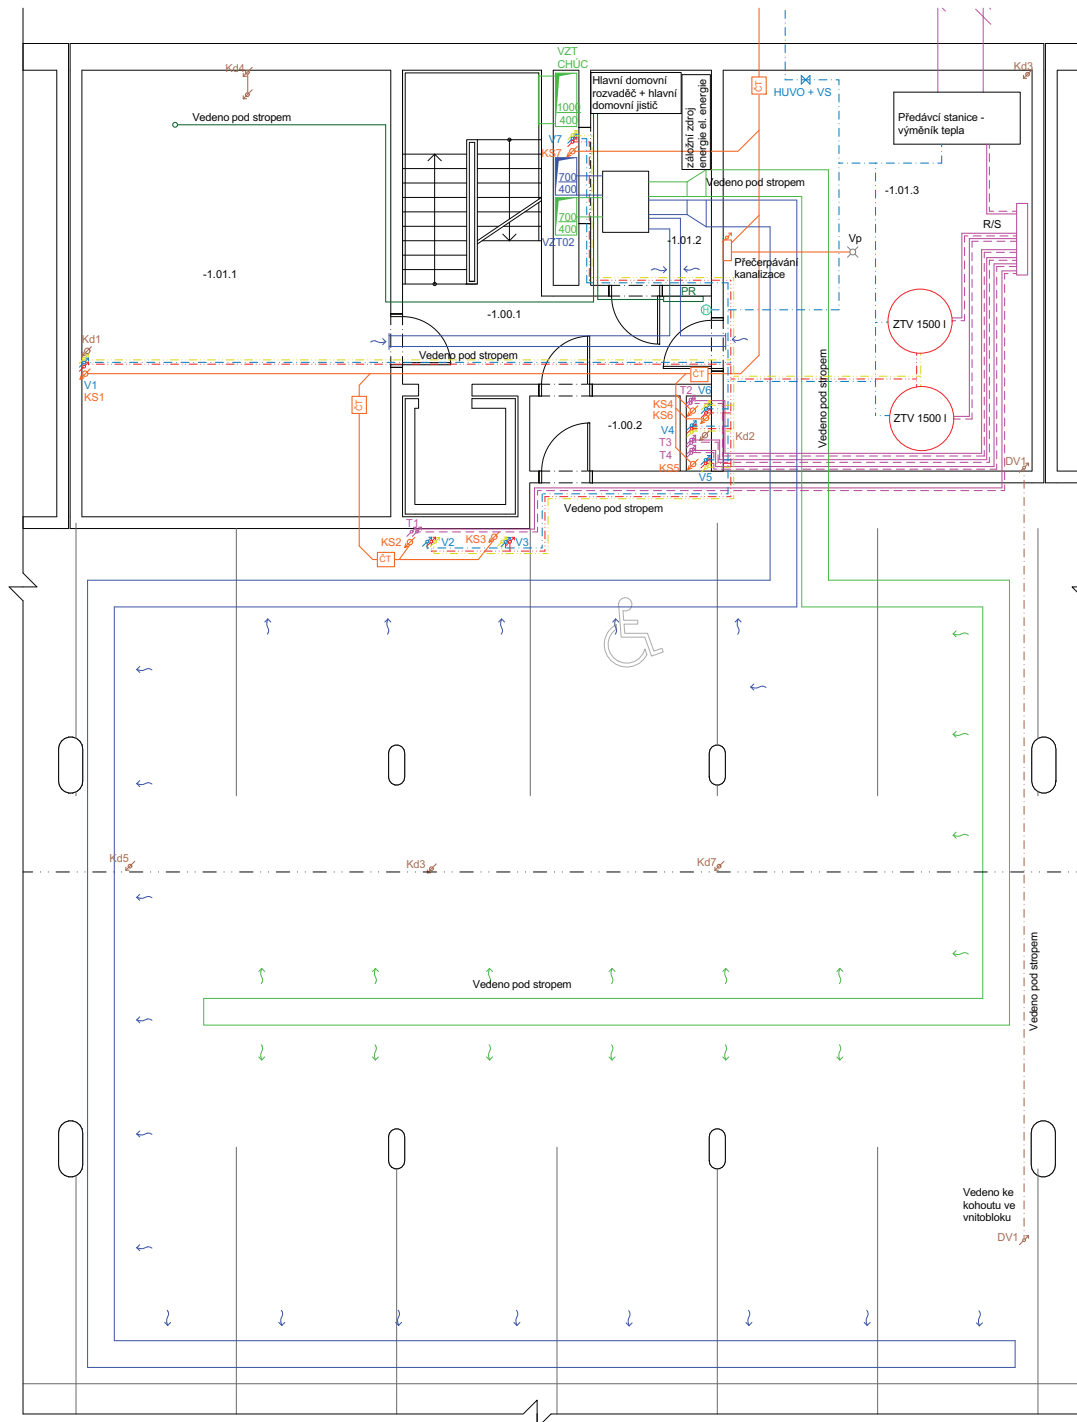 VZT
CHÚC
Kd4
Kd3
Hlavní domovní
rozvaděč + hlavní
domovní jistič
záložní zdroj
energie el. energie
ČT
HUVO + VS
Předávcí stanice -
výměník tepla
1000
400
Vedeno pod stropem
V7
KS7
700
400
Vedeno pod stropem
-1.01.3
700
400
VZT02
R/S
-1.01.2
Vp
Přečerpávání
kanalizace
-1.01.1
PR
H
-1.00.1
ZTV 1500 l
Kd1
Vedeno pod stropem
V1
KS1
ČT
ČT
T2
V6
KS4
KS6
V4
Kd2
T3
T4
KS5
V5
-1.00.2
Vedeno pod stropem
ZTV 1500 l
DV1
Vedeno pod stropem
T1
KS2
V2
KS3
V3
ČT
Kd5
Kd3
Kd7
Vedeno pod stropem
Vedeno pod stropem
Vedeno ke
kohoutu ve
vnitobloku
DV1